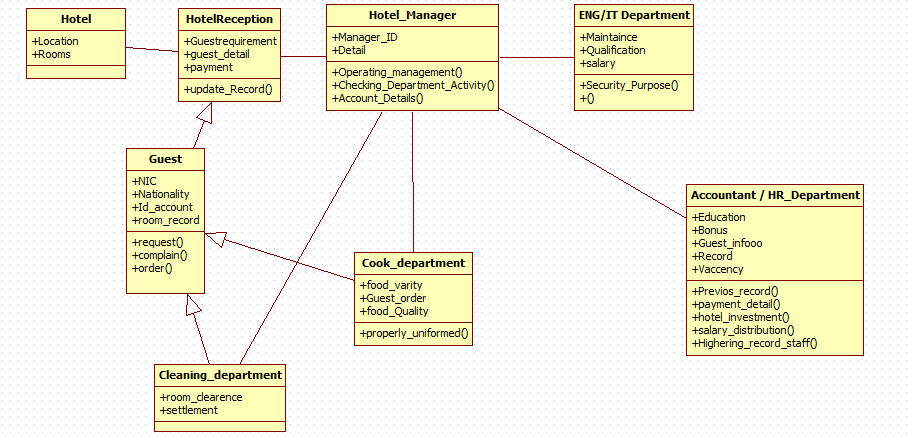 Hotel
+Location
+Rooms
HotelReception
+Guestrequirement
+guest_detail
+payment
+update_Record()
Hotel_Manager
+Manager_ID
+Detail
+Operating_management()
+Checking_Department_Activity()
+Account_Details()
ENG/IT Department
+Maintaince
+Qualification
+salary
+Security_Purpose()
+()
Guest
+NIC
+Nationality
+Id_account
+room_record
+request()
+complain()
+order()
Cook_department
+food_varity
+Guest_order
+food_Quality
+properly_uniformed()
Accountant / HR_Department
+Education
+Bonus
+Guest_infooo
+Record
+Vaccency
+Previos_record()
+payment_detail()
+hotel_investment()
+salary_distribution()
+Highering_record_staff()
Cleaning_department
+room_clearence
+settlement